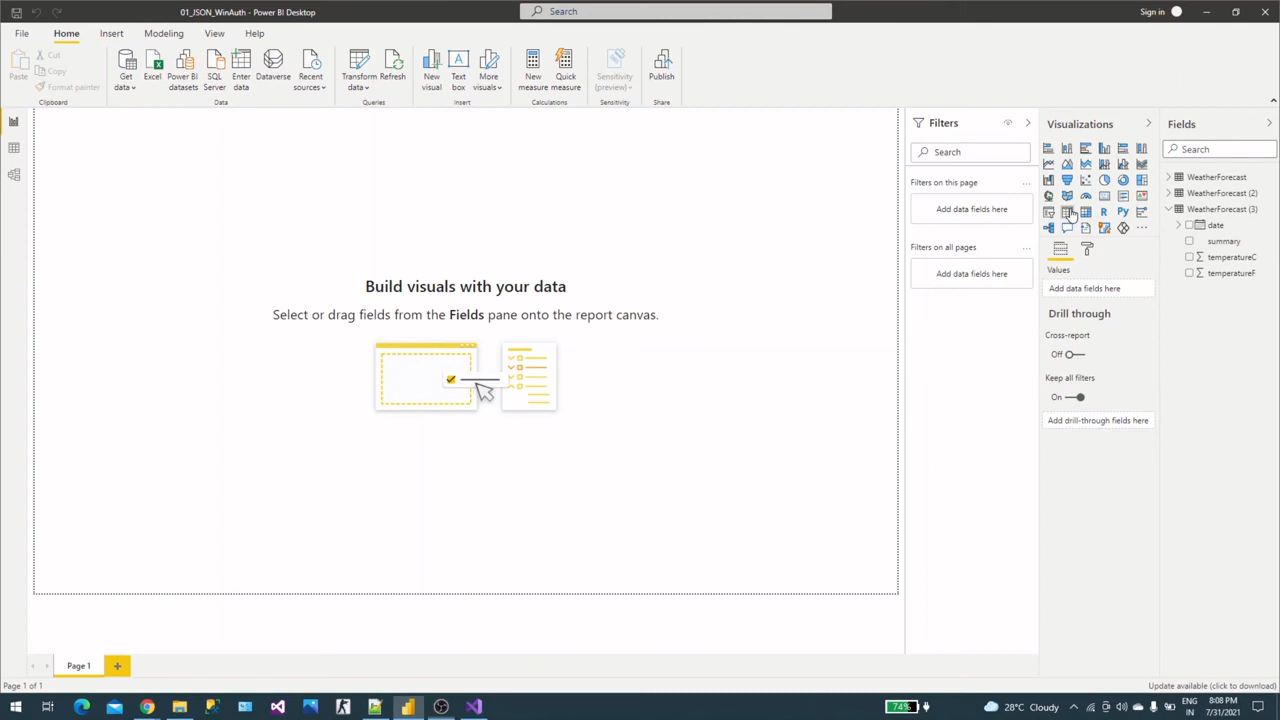 01_JSON_WinAuth - Power BI Desktop
Search
Sign in
File
Home
Insert
Modeling
View
Help
Paste
Cut
Copy
Format painter
Clipboard
Get data
Excel
Power BI datasets
SQL Server
Enter data
Dataverse
Recent sources
Data
Transform data
Refresh
Queries
New visual
Text box
More visuals
Insert
New measure
Quick measure
Calculations
Sensitivity (preview)
Sensitivity
Publish
Share
Build visuals with your data
Select or drag fields from the Fields pane onto the report canvas.
Filters
Search
Filters on this page
...
Add data fields here
Filters on all pages
...
Add data fields here
Visualizations
R
Py
...
Values
Add data fields here
Drill through
Cross-report
Off
Keep all filters
On
Add drill-through fields here
Fields
Search
WeatherForecast
WeatherForecast (2)
WeatherForecast (3)
date
summary
temperatureC
temperatureF
Page 1
Page 1 of 1
Update available (click to download)
74%
28°C Cloudy
ENG
IN
8:08 PM
7/31/2021